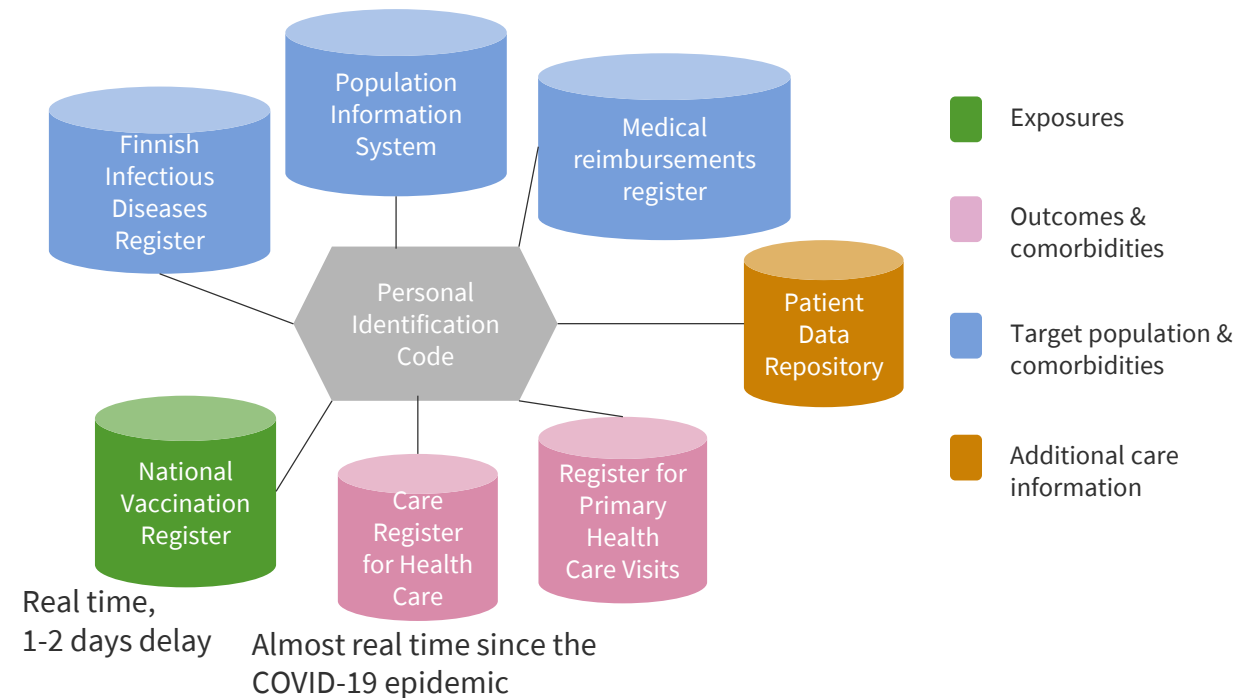 Population
Information
System
Finnish
Infectious
Diseases
Register
Medical
reimbursements
register
Personal
Identification
Code
Patient
Data
Repository
National
Vaccination
Register
Care
Register
for Health
Care
Register for
Primary
Health
Care Visits
Real time,
1-2 days delay
Almost real time since the
COVID-19 epidemic
Exposures
Outcomes &
comorbidities
Target population &
comorbidities
Additional care
information